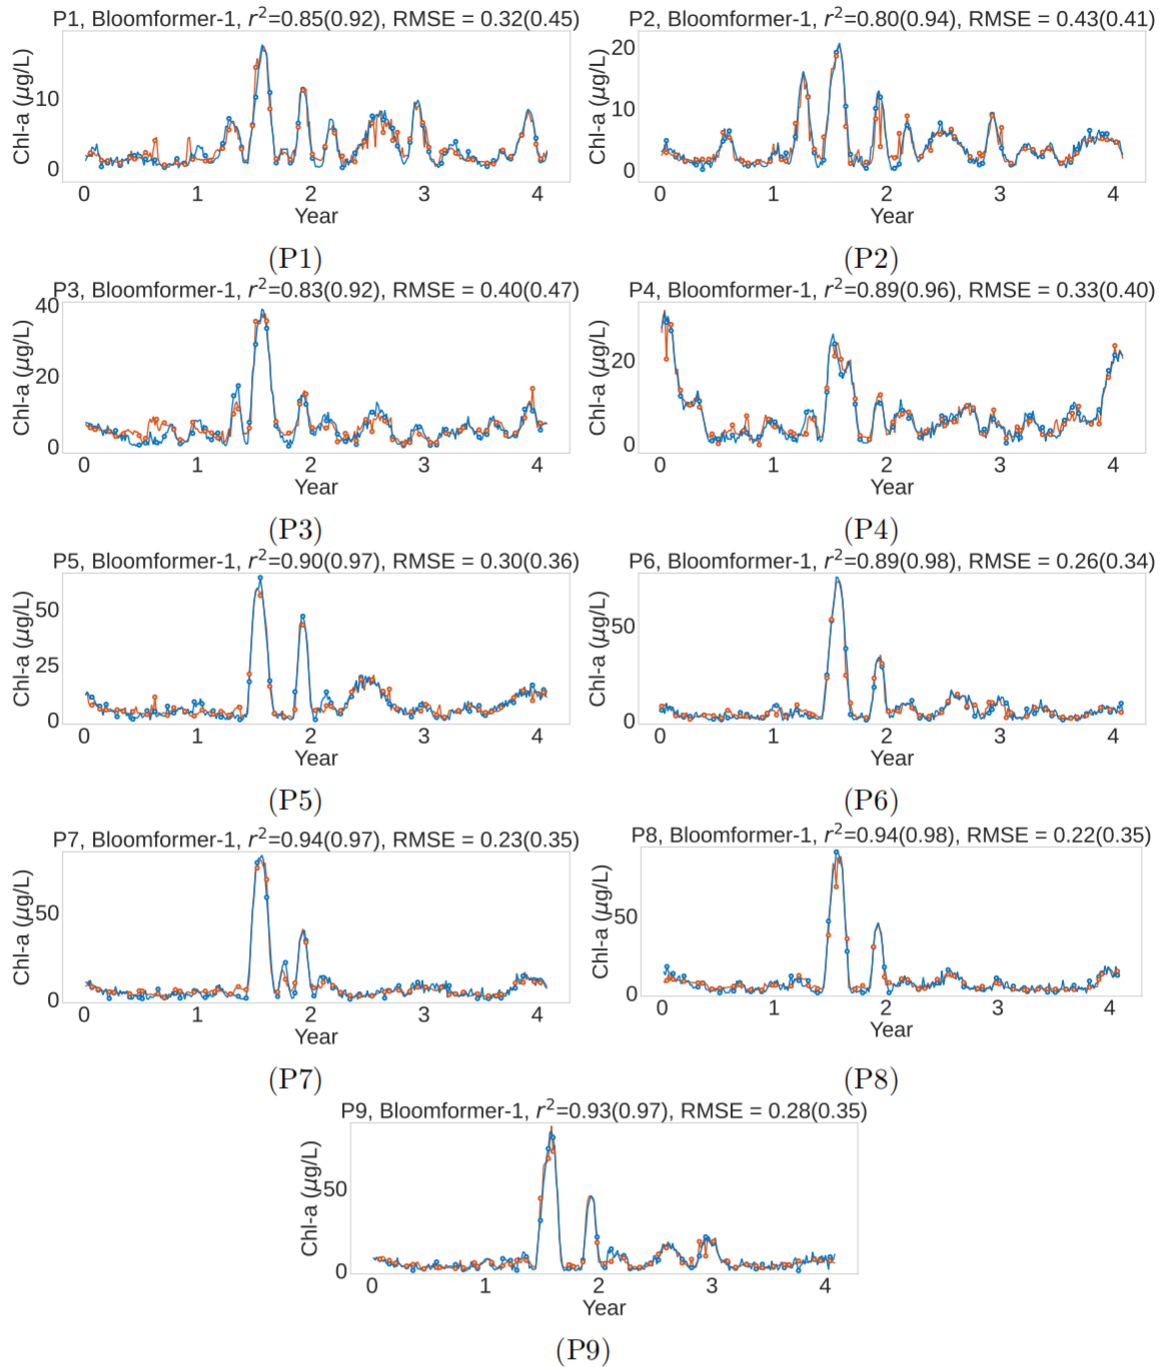 P1, Bloomformer-1, r²=0.85(0.92), RMSE = 0.32(0.45)
Chl-a (μg/L)
10
0
0 1 2 3 4
Year
(P1)
P2, Bloomformer-1, r²=0.80(0.94), RMSE = 0.43(0.41)
Chl-a (μg/L)
20
10
0
0 1 2 3 4
Year
(P2)
P3, Bloomformer-1, r²=0.83(0.92), RMSE = 0.40(0.47)
Chl-a (μg/L)
40
20
0
0 1 2 3 4
Year
(P3)
P4, Bloomformer-1, r²=0.89(0.96), RMSE = 0.33(0.40)
Chl-a (μg/L)
20
0
0 1 2 3 4
Year
(P4)
P5, Bloomformer-1, r²=0.90(0.97), RMSE = 0.30(0.36)
Chl-a (μg/L)
50
25
0
0 1 2 3 4
Year
(P5)
P6, Bloomformer-1, r²=0.89(0.98), RMSE = 0.26(0.34)
Chl-a (μg/L)
50
0
0 1 2 3 4
Year
(P6)
P7, Bloomformer-1, r²=0.94(0.97), RMSE = 0.23(0.35)
Chl-a (μg/L)
50
0
0 1 2 3 4
Year
(P7)
P8, Bloomformer-1, r²=0.94(0.98), RMSE = 0.22(0.35)
Chl-a (μg/L)
50
0
0 1 2 3 4
Year
(P8)
P9, Bloomformer-1, r²=0.93(0.97), RMSE = 0.28(0.35)
Chl-a (μg/L)
50
0
0 1 2 3 4
Year
(P9)